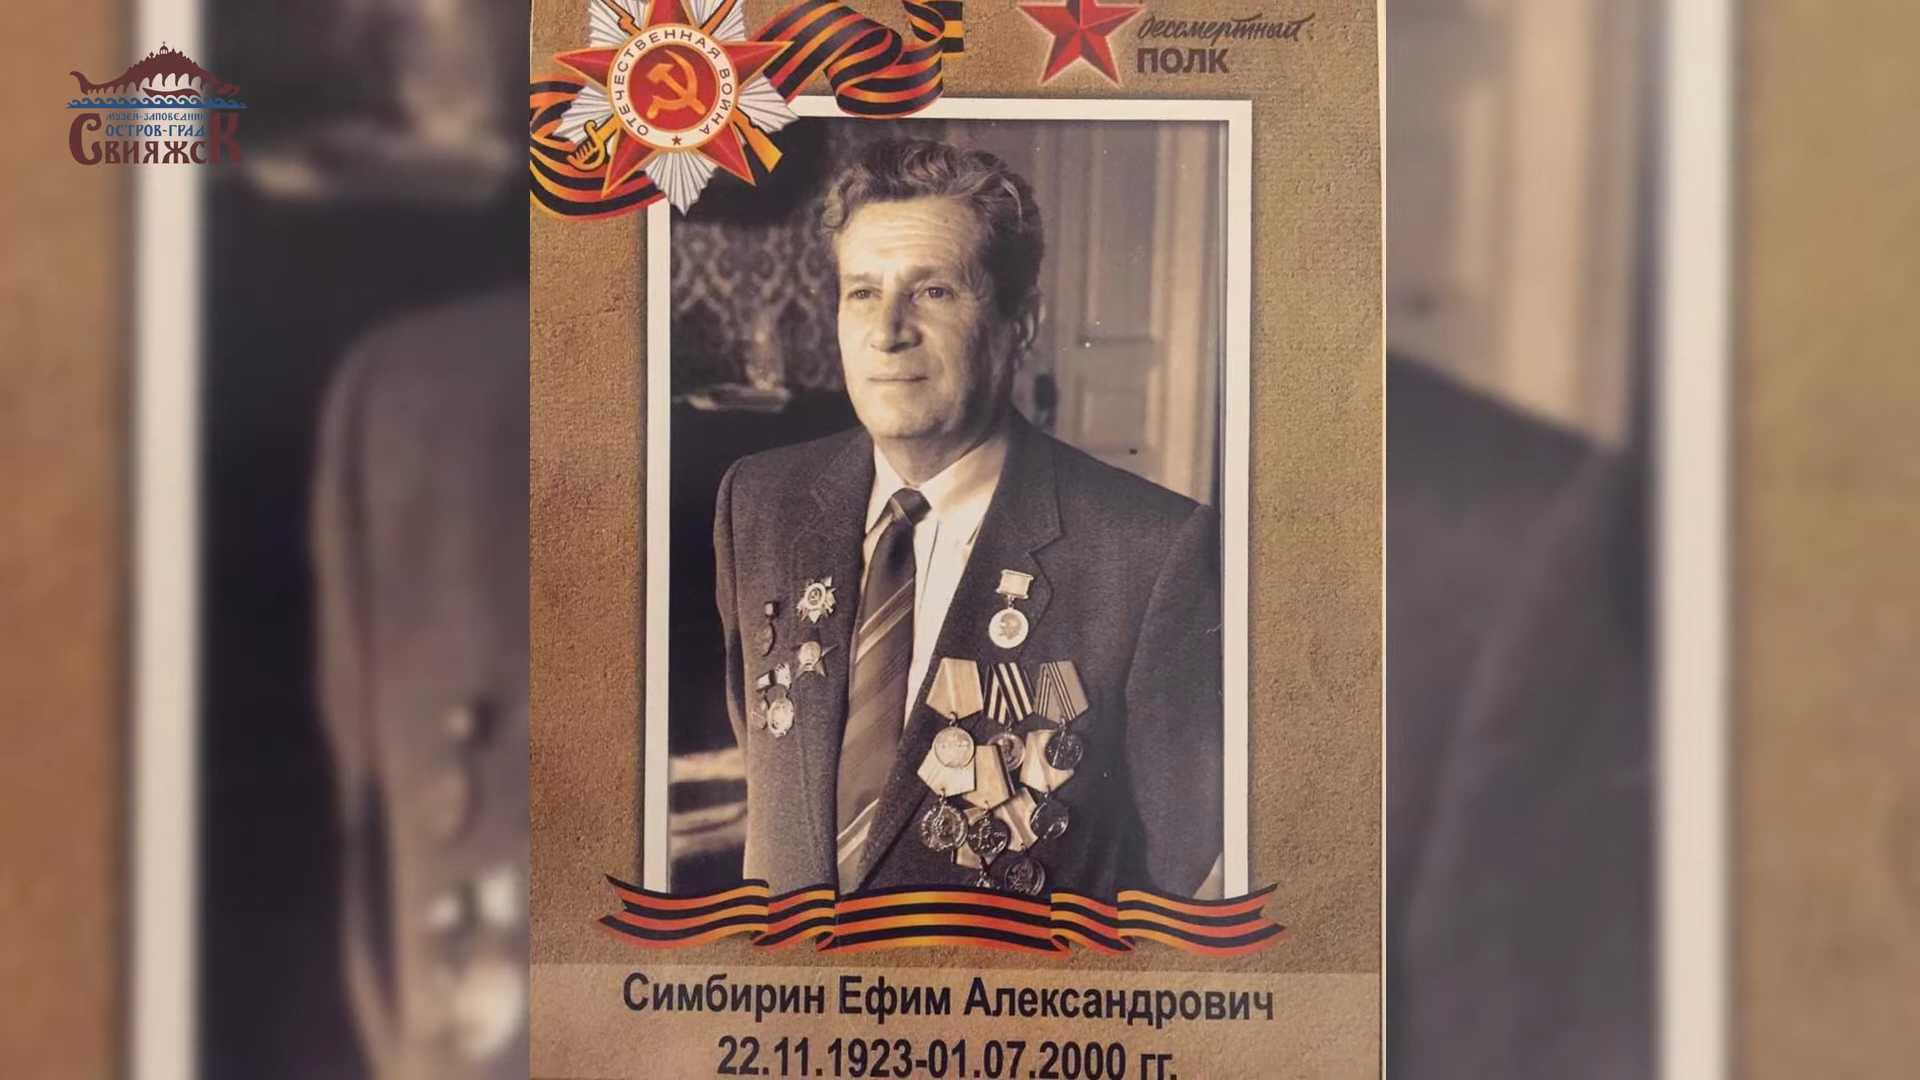 МУЗЕЙ-ЗАПОВЕДНИК
ОСТРОВ-ГРАД
СВИЯЖСК
ОТЕЧЕСТВЕННАЯ ВОЙНА
бессмертный
ПОЛК
Симбирин Ефим Александрович
22.11.1923-01.07.2000 гг.